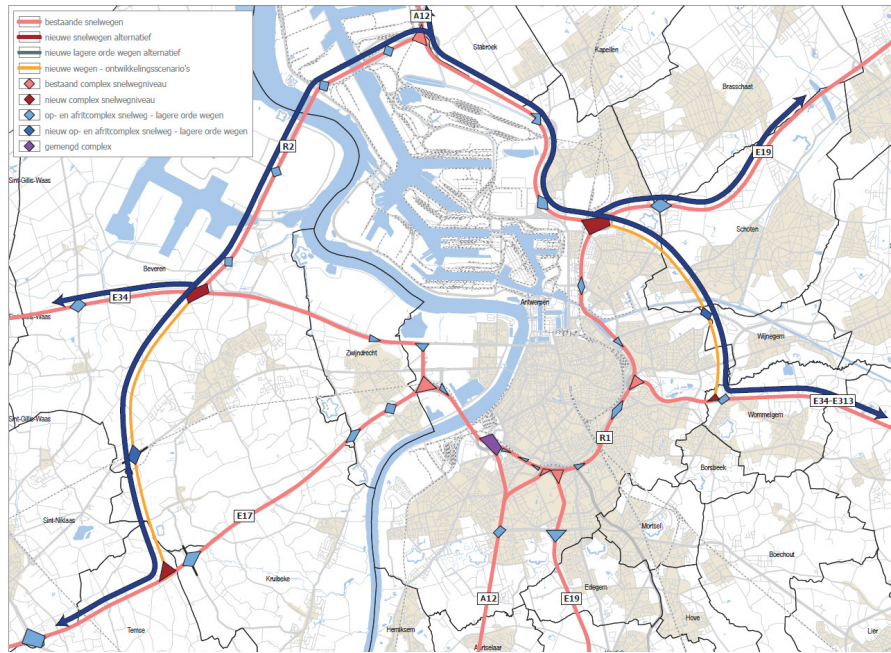 bestaande snelwegen
nieuwe snelwegen alternatief
nieuwe lagere orde wegen alternatief
nieuwe wegen - ontwikkelingsscenario's
bestaand complex snelwegniveau
nieuw complex snelwegniveau
op- en afritcomplex snelweg - lagere orde wegen
nieuw op- en afritcomplex snelweg - lagere orde wegen
gemengd complex
A12
Stabroek
Kapellen
Brasschaat
R2
E19
Sint-Gillis-Waas
Schoten
Beveren
E34
Antwerpen
Sint-Gillis-Waas
Wijnegem
Zwijndrecht
E34-E313
Sint-Gillis-Waas
Wommelgem
R1
Borsbeek
E17
Sint-Niklaas
Mortsel
Boechout
Kruibeke
Edegem
A12
E19
Hove
Temse
Hemiksem
Lier
Aartselaar